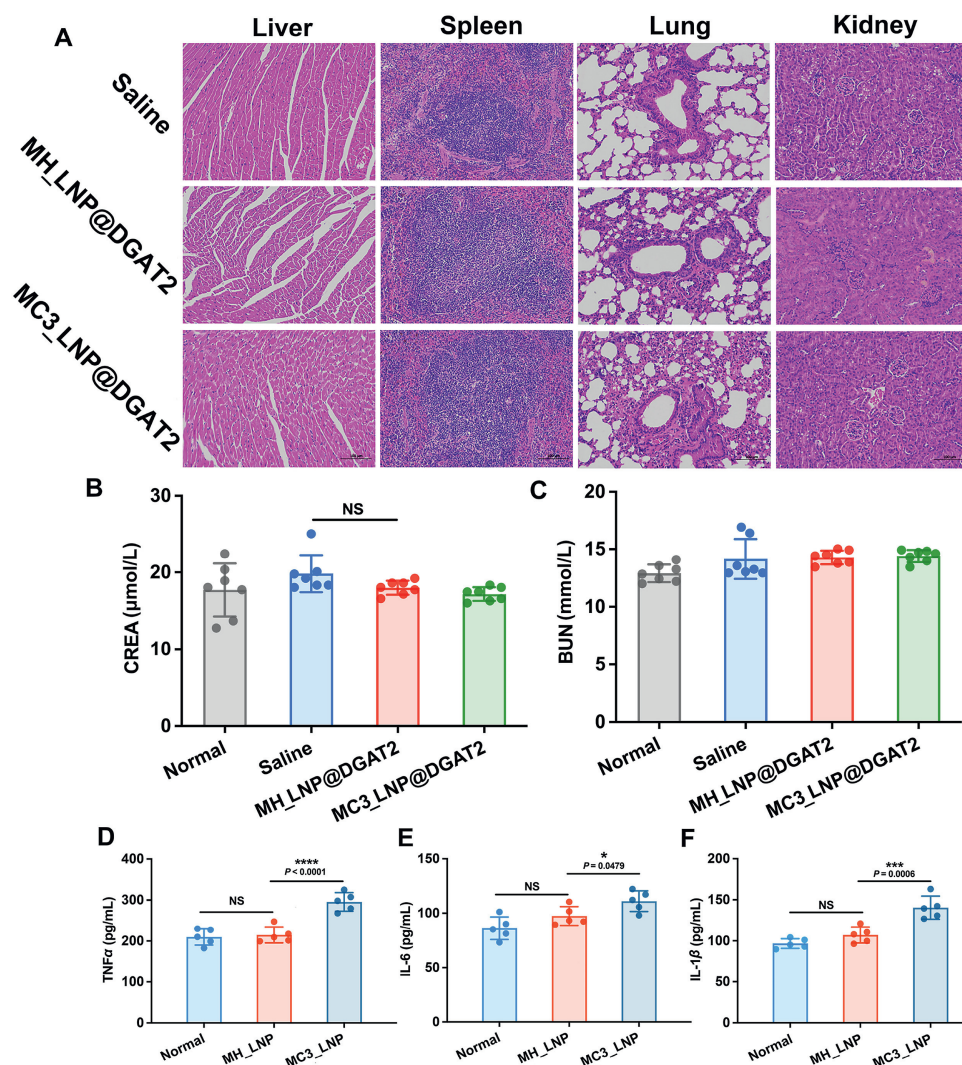 A
Liver Spleen Lung Kidney
Saline
MH_LNP@DGAT2
MC3_LNP@DGAT2
B
CREA (μmol/L)
30
20
10
0
NS
Normal
Saline
MH_LNP@DGAT2
MC3_LNP@DGAT2
C
BUN (mmol/L)
20
15
10
5
0
Normal
Saline
MH_LNP@DGAT2
MC3_LNP@DGAT2
D
TNFα (pg/mL)
400
300
200
100
0
NS
****
P < 0.0001
Normal
MH_LNP
MC3_LNP
E
IL-6 (pg/mL)
150
100
50
0
NS
*
P = 0.0479
Normal
MH_LNP
MC3_LNP
F
IL-1β (pg/mL)
200
150
100
50
0
NS
***
P = 0.0006
Normal
MH_LNP
MC3_LNP